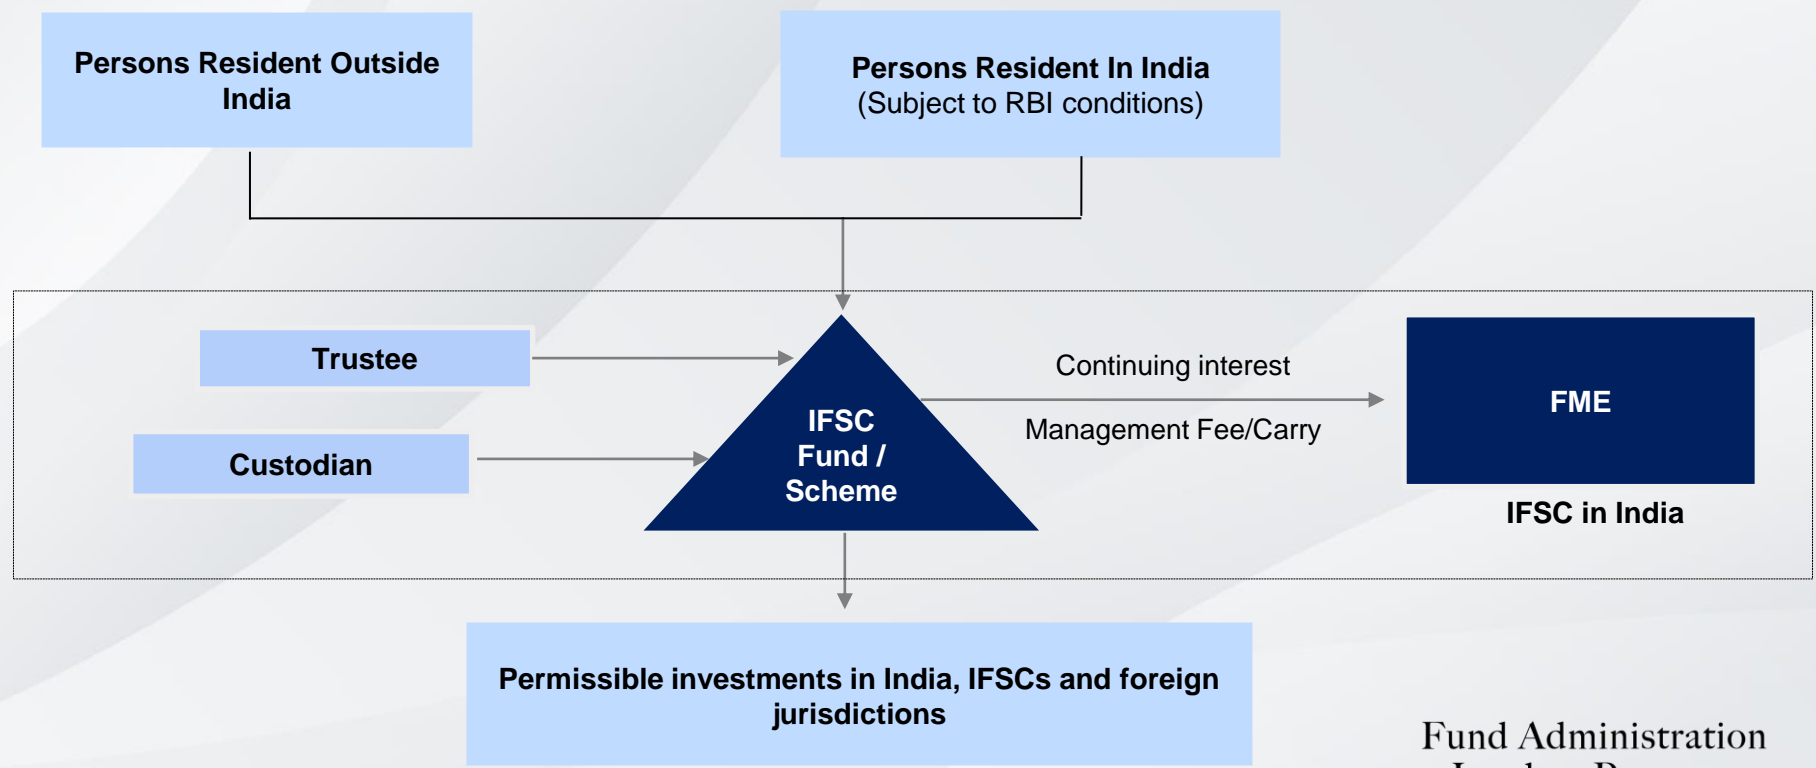 Persons Resident Outside
India
Persons Resident In India
(Subject to RBI conditions)
Trustee
Custodian
IFSC
Fund /
Scheme
Continuing interest
Management Fee/Carry
FME
IFSC in India
Permissible investments in India, IFSCs and foreign
jurisdictions
Fund Administration